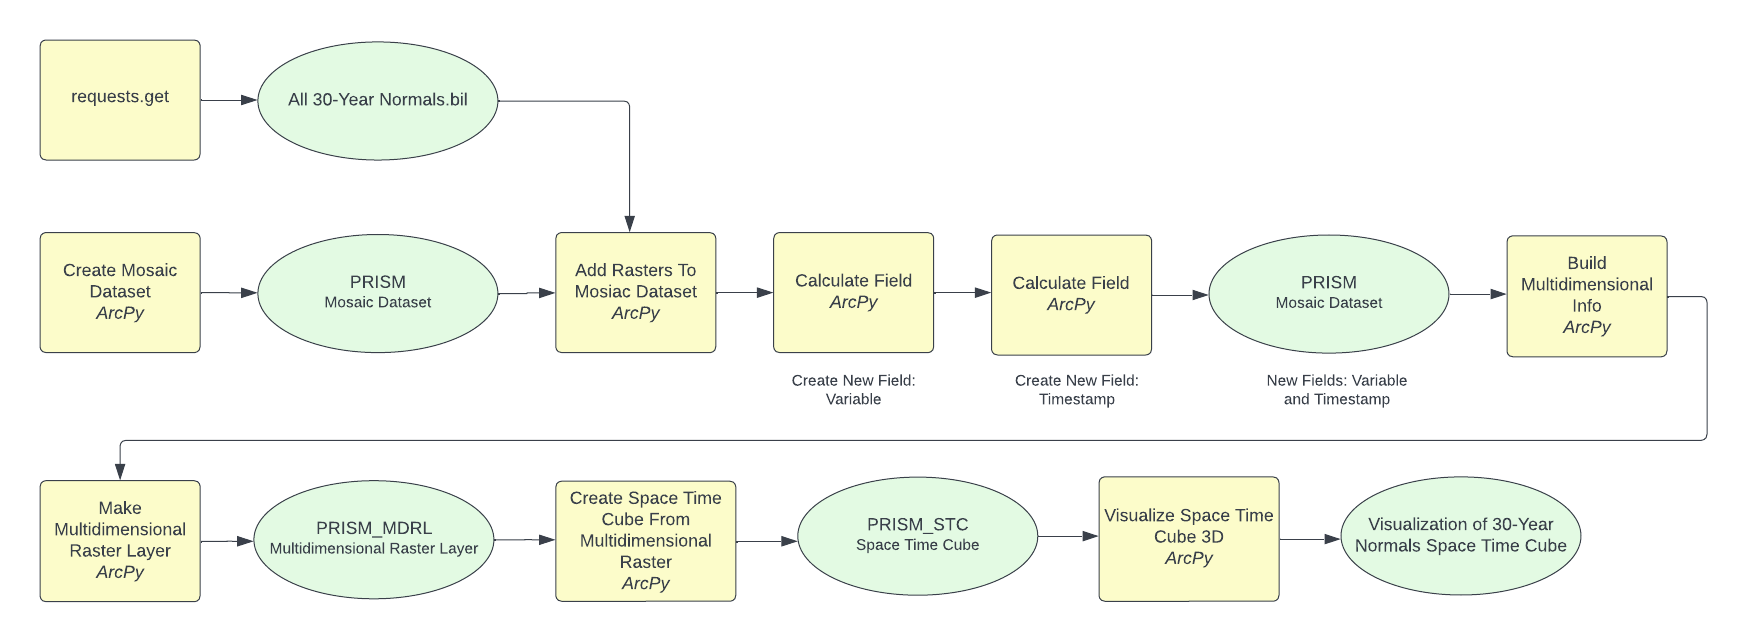 requests.get
All 30-Year Normals.bil
Create Mosaic
Dataset
ArcPy
PRISM
Mosaic Dataset
Add Rasters To
Mosiac Dataset
ArcPy
Calculate Field
ArcPy
Create New Field:
Variable
Calculate Field
ArcPy
Create New Field:
Timestamp
PRISM
Mosaic Dataset
New Fields: Variable
and Timestamp
Build
Multidimensional
Info
ArcPy
Make
Multidimensional
Raster Layer
ArcPy
PRISM_MDRL
Multidimensional Raster Layer
Create Space Time
Cube From
Multidimensional
Raster
ArcPy
PRISM_STC
Space Time Cube
Visualize Space Time
Cube 3D
ArcPy
Visualization of 30-Year
Normals Space Time Cube